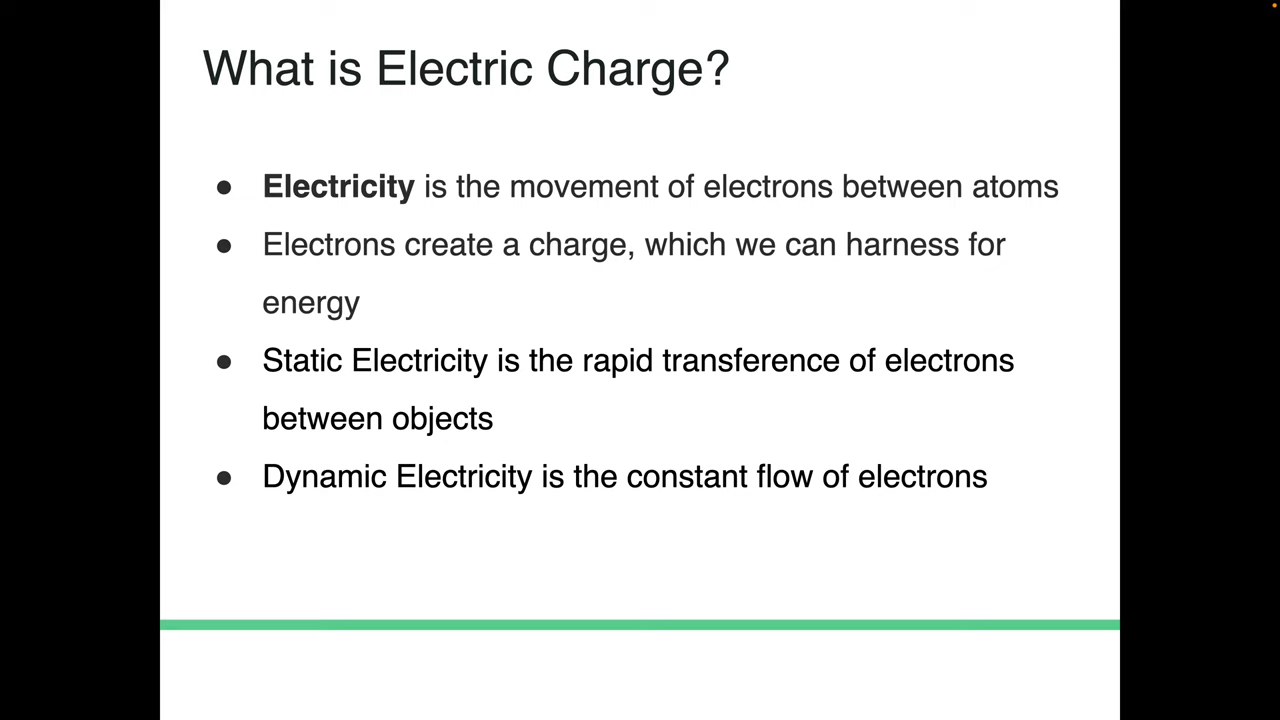 What is Electric Charge?
● Electricity is the movement of electrons between atoms
● Electrons create a charge, which we can harness for
energy
● Static Electricity is the rapid transference of electrons
between objects
● Dynamic Electricity is the constant flow of electrons